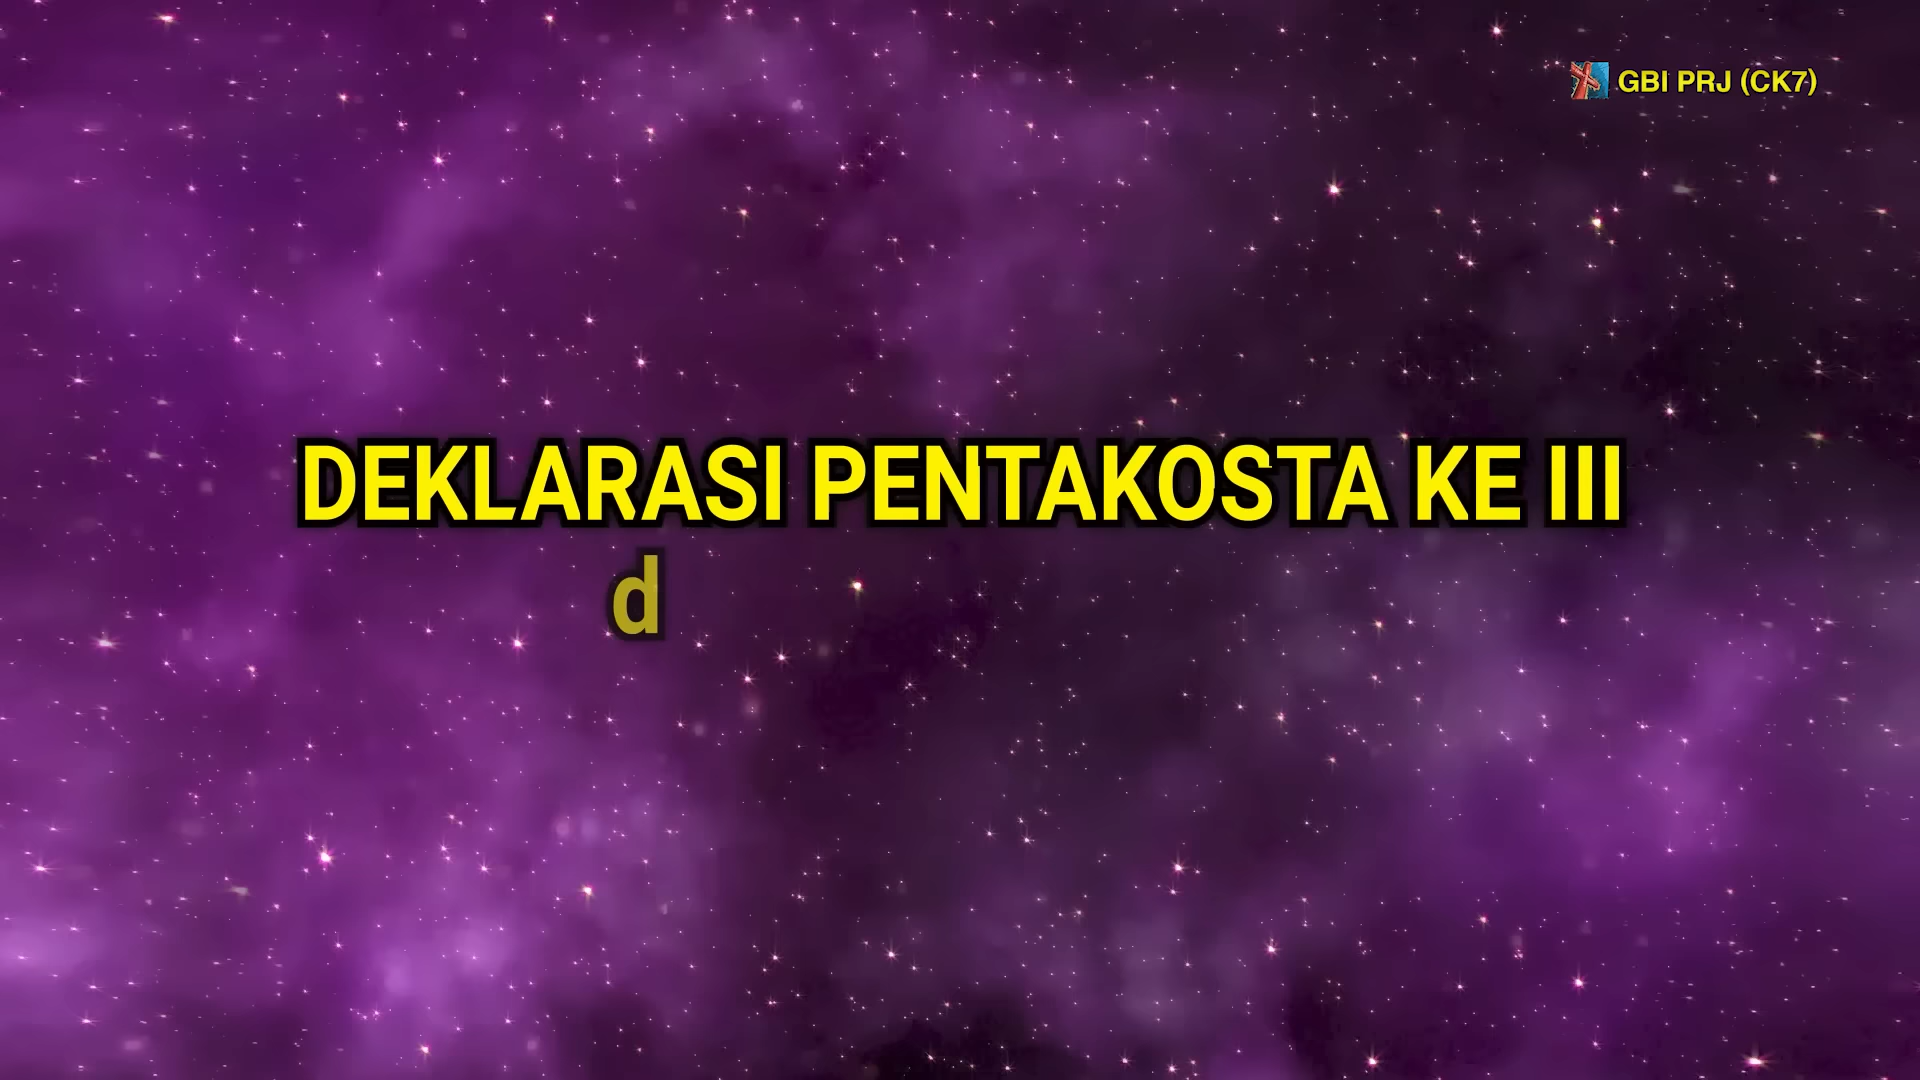 GBI PRJ (CK7)
DEKLARASI PENTAKOSTA KE III
d